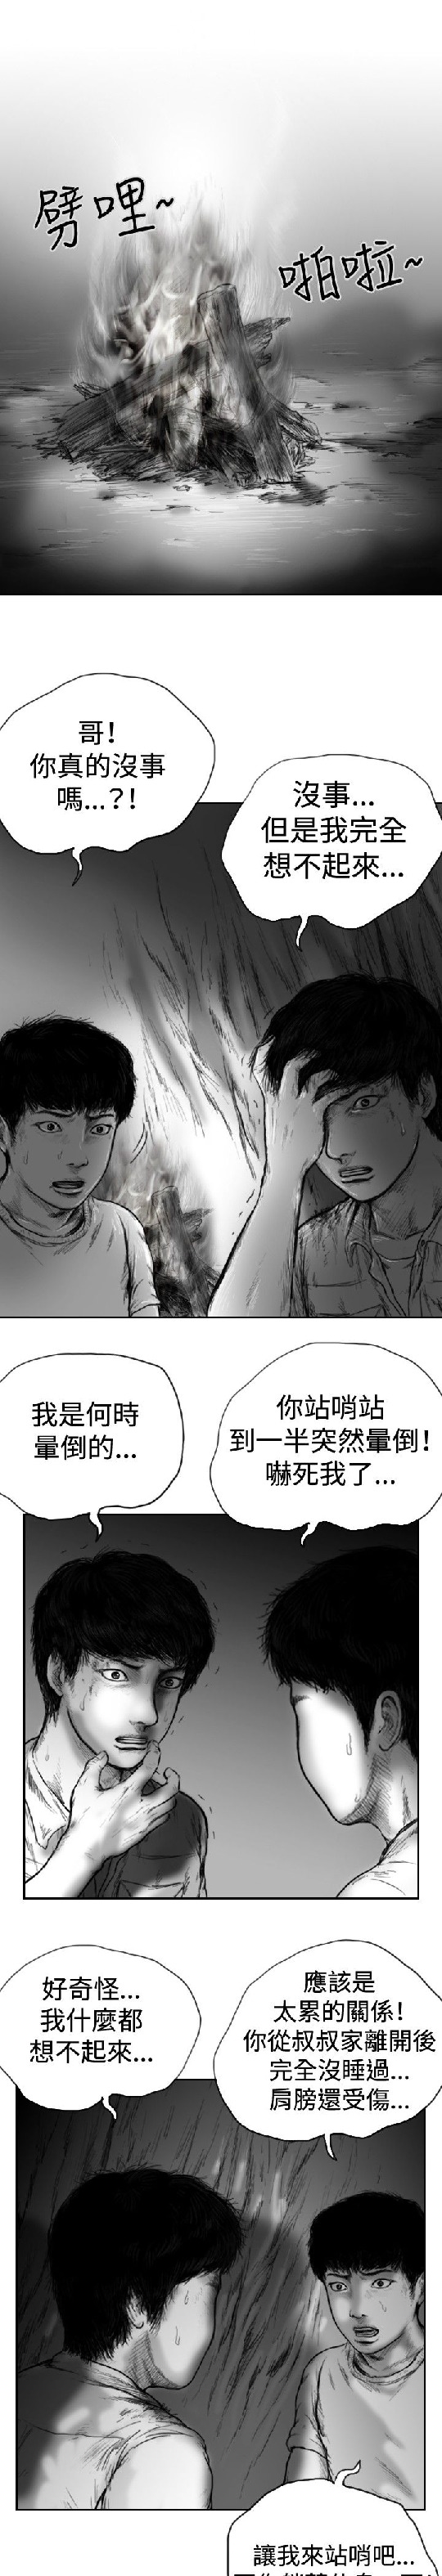 劈哩~
啪啦~
哥！
你真的沒事
嗎...?!
沒事...
但是我完全
想不起來...
我是何時
暈倒的...
你站哨站
到一半突然暈倒！
嚇死我了...
好奇怪...
我什麼都
想不起來...
應該是
太累的關係！
你從叔叔家離開後
完全沒睡過...
肩膀還受傷...
讓我來站哨吧...